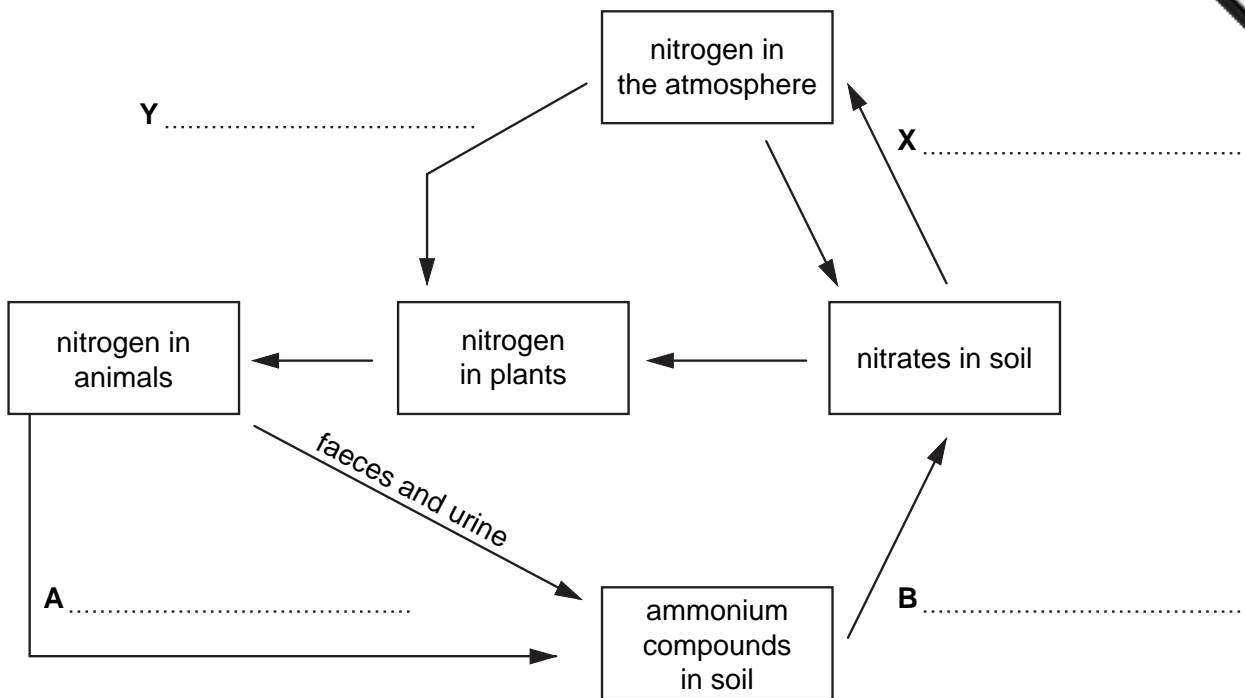 nitrogen in
the atmosphere
Y ..............................
X ..............................
nitrogen in
animals
nitrogen
in plants
nitrates in soil
faeces and urine
A ..............................
B ..............................
ammonium
compounds
in soil